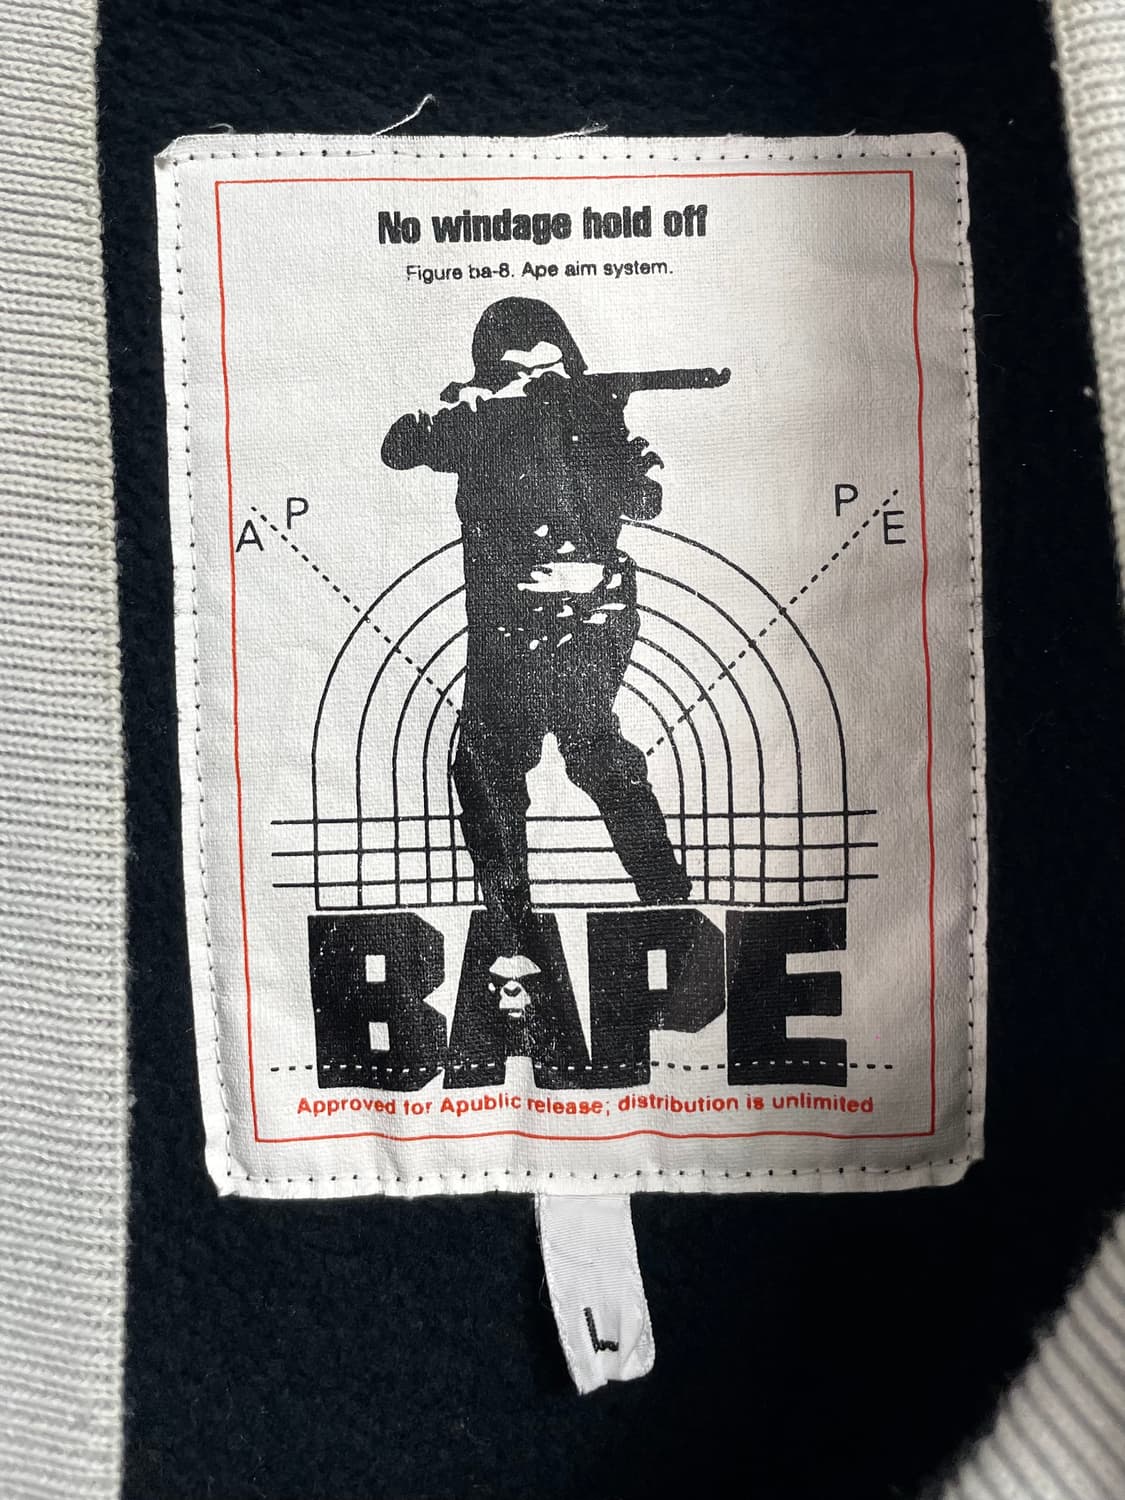 No windage hold off
Figure ba-8. Ape aim system.
A P
P E
BAPE
Approved for Apublic release; distribution is unlimited
L